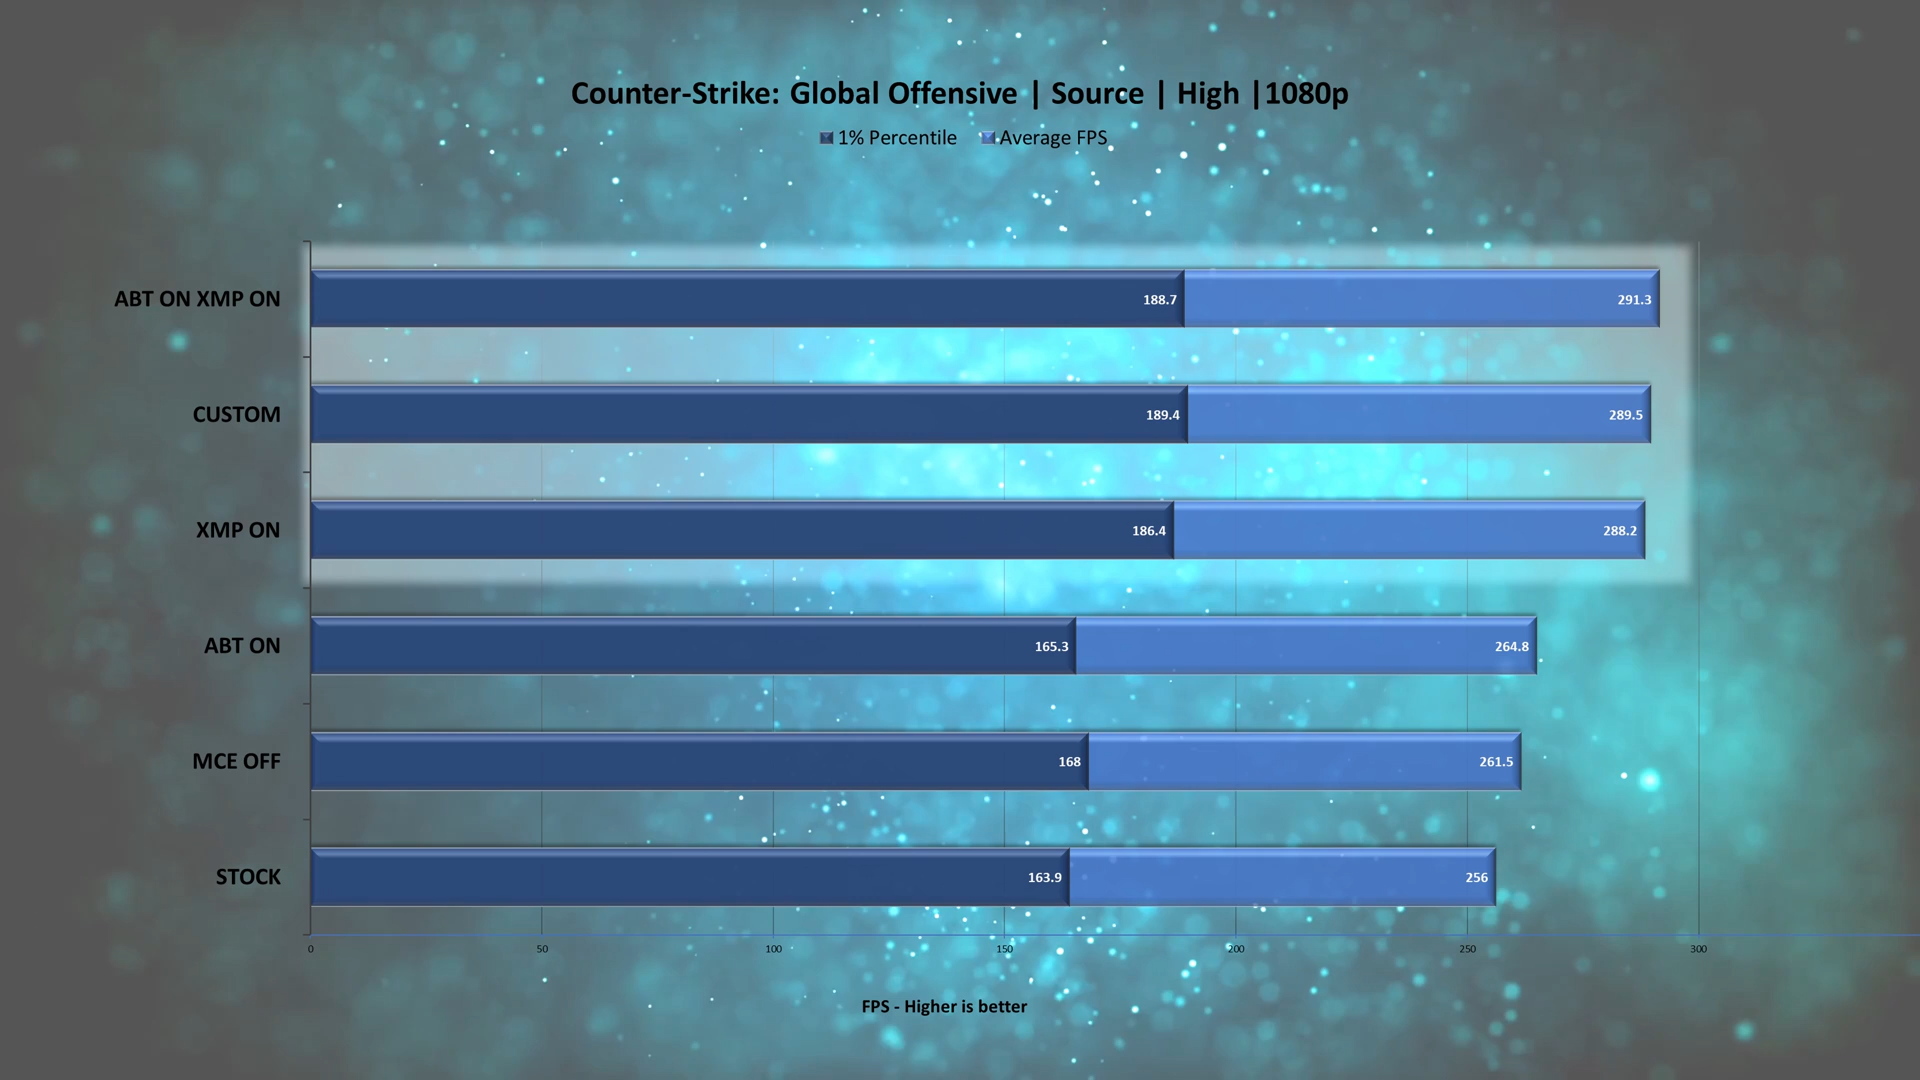 Counter-Strike: Global Offensive | Source | High |1080p
1% Percentile Average FPS
ABT ON XMP ON 188.7 291.3
CUSTOM 189.4 289.5
XMP ON 186.4 288.2
ABT ON 165.3 264.8
MCE OFF 168 261.5
STOCK 163.9 256
0 50 100 150 200 250 300
FPS - Higher is better